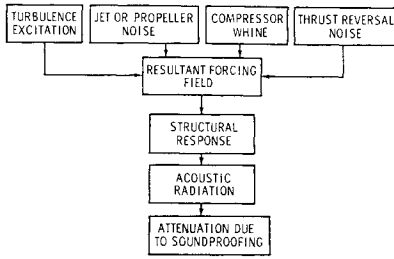 TURBULENCE
EXCITATION
JET OR PROPELLER
NOISE
COMPRESSOR
WHINE
THRUST REVERSAL
NOISE
RESULTANT FORCING
FIELD
STRUCTURAL
RESPONSE
ACOUSTIC
RADIATION
ATTENUATION DUE
TO SOUNDPROOFING